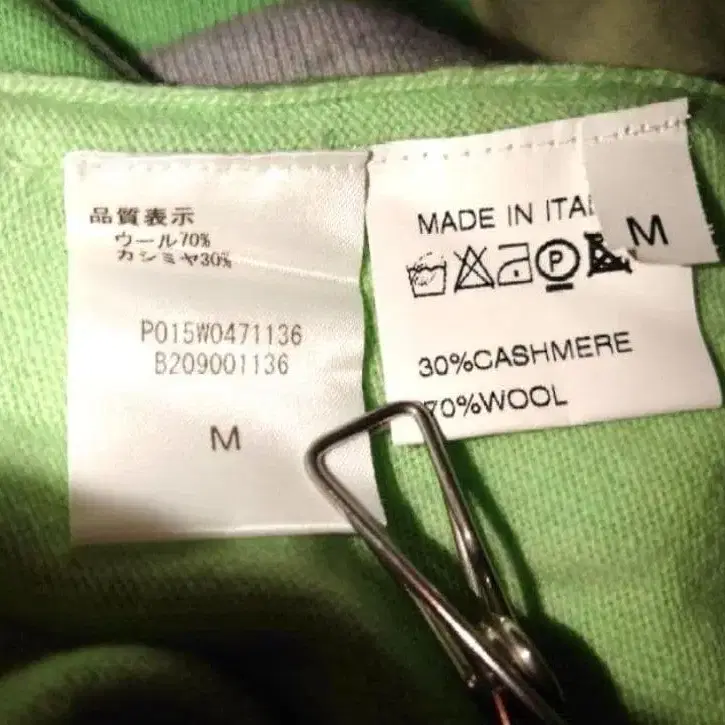 品質表示
ウール70%
カシミヤ30%
P015W0471136
B209001136
M
MADE IN ITA
M
P
30%CASHMERE
70%WOOL